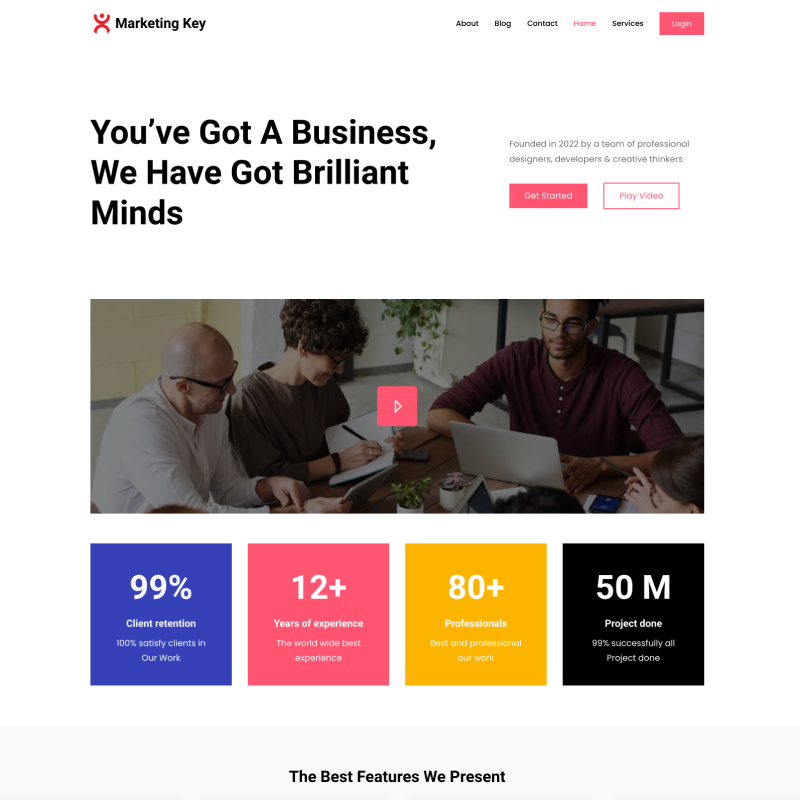 Marketing Key
About Blog Contact Home Services Login
You’ve Got A Business,
We Have Got Brilliant
Minds
Founded in 2022 by a team of professional
designers, developers & creative thinkers
Get Started Play Video
99%
Client retention
100% satisfy clients in
Our Work
12+
Years of experience
The world wide best
experience
80+
Professionals
Best and professional
our work
50 M
Project done
99% successfully all
Project done
The Best Features We Present